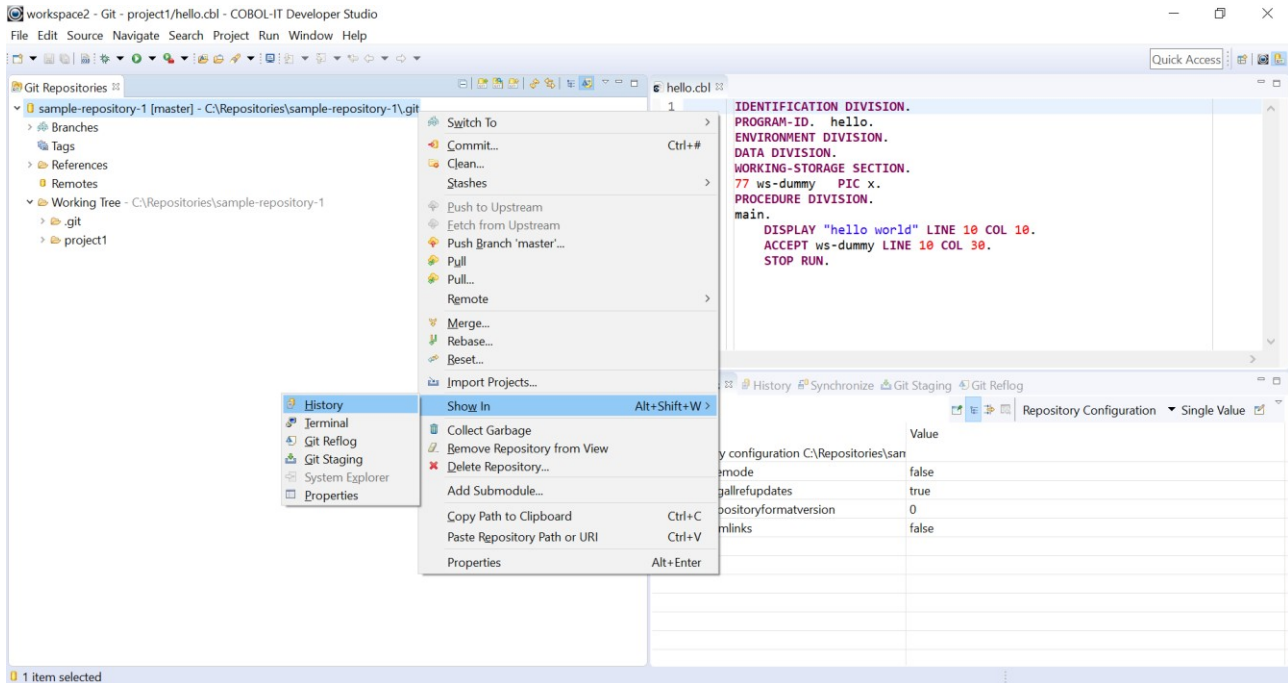 workspace2 - Git - project1/hello.cbl - COBOL-IT Developer Studio
File Edit Source Navigate Search Project Run Window Help
Quick Access
Git Repositories
sample-repository-1 [master] - C:\Repositories\sample-repository-1\.git
Branches
Tags
References
Remotes
Working Tree - C:\Repositories\sample-repository-1
.git
project1
Switch To
Commit... Ctrl+#
Clean...
Stashes
Push to Upstream
Fetch from Upstream
Push Branch 'master'...
Pull
Pull...
Remote
Merge...
Rebase...
Reset...
Import Projects...
Show In Alt+Shift+W
Collect Garbage
Remove Repository from View
Delete Repository...
Add Submodule...
Copy Path to Clipboard Ctrl+C
Paste Repository Path or URI Ctrl+V
Properties Alt+Enter
History
Terminal
Git Reflog
Git Staging
System Explorer
Properties
hello.cbl
1 IDENTIFICATION DIVISION.
PROGRAM-ID. hello.
ENVIRONMENT DIVISION.
DATA DIVISION.
WORKING-STORAGE SECTION.
77 ws-dummy PIC x.
PROCEDURE DIVISION.
main.
DISPLAY "hello world" LINE 10 COL 10.
ACCEPT ws-dummy LINE 10 COL 30.
STOP RUN.
History Synchronize Git Staging Git Reflog
Repository Configuration Single Value
Value
y configuration C:\Repositories\sam
emode false
gallrefupdates true
ositoryformatversion 0
mlinks false
1 item selected